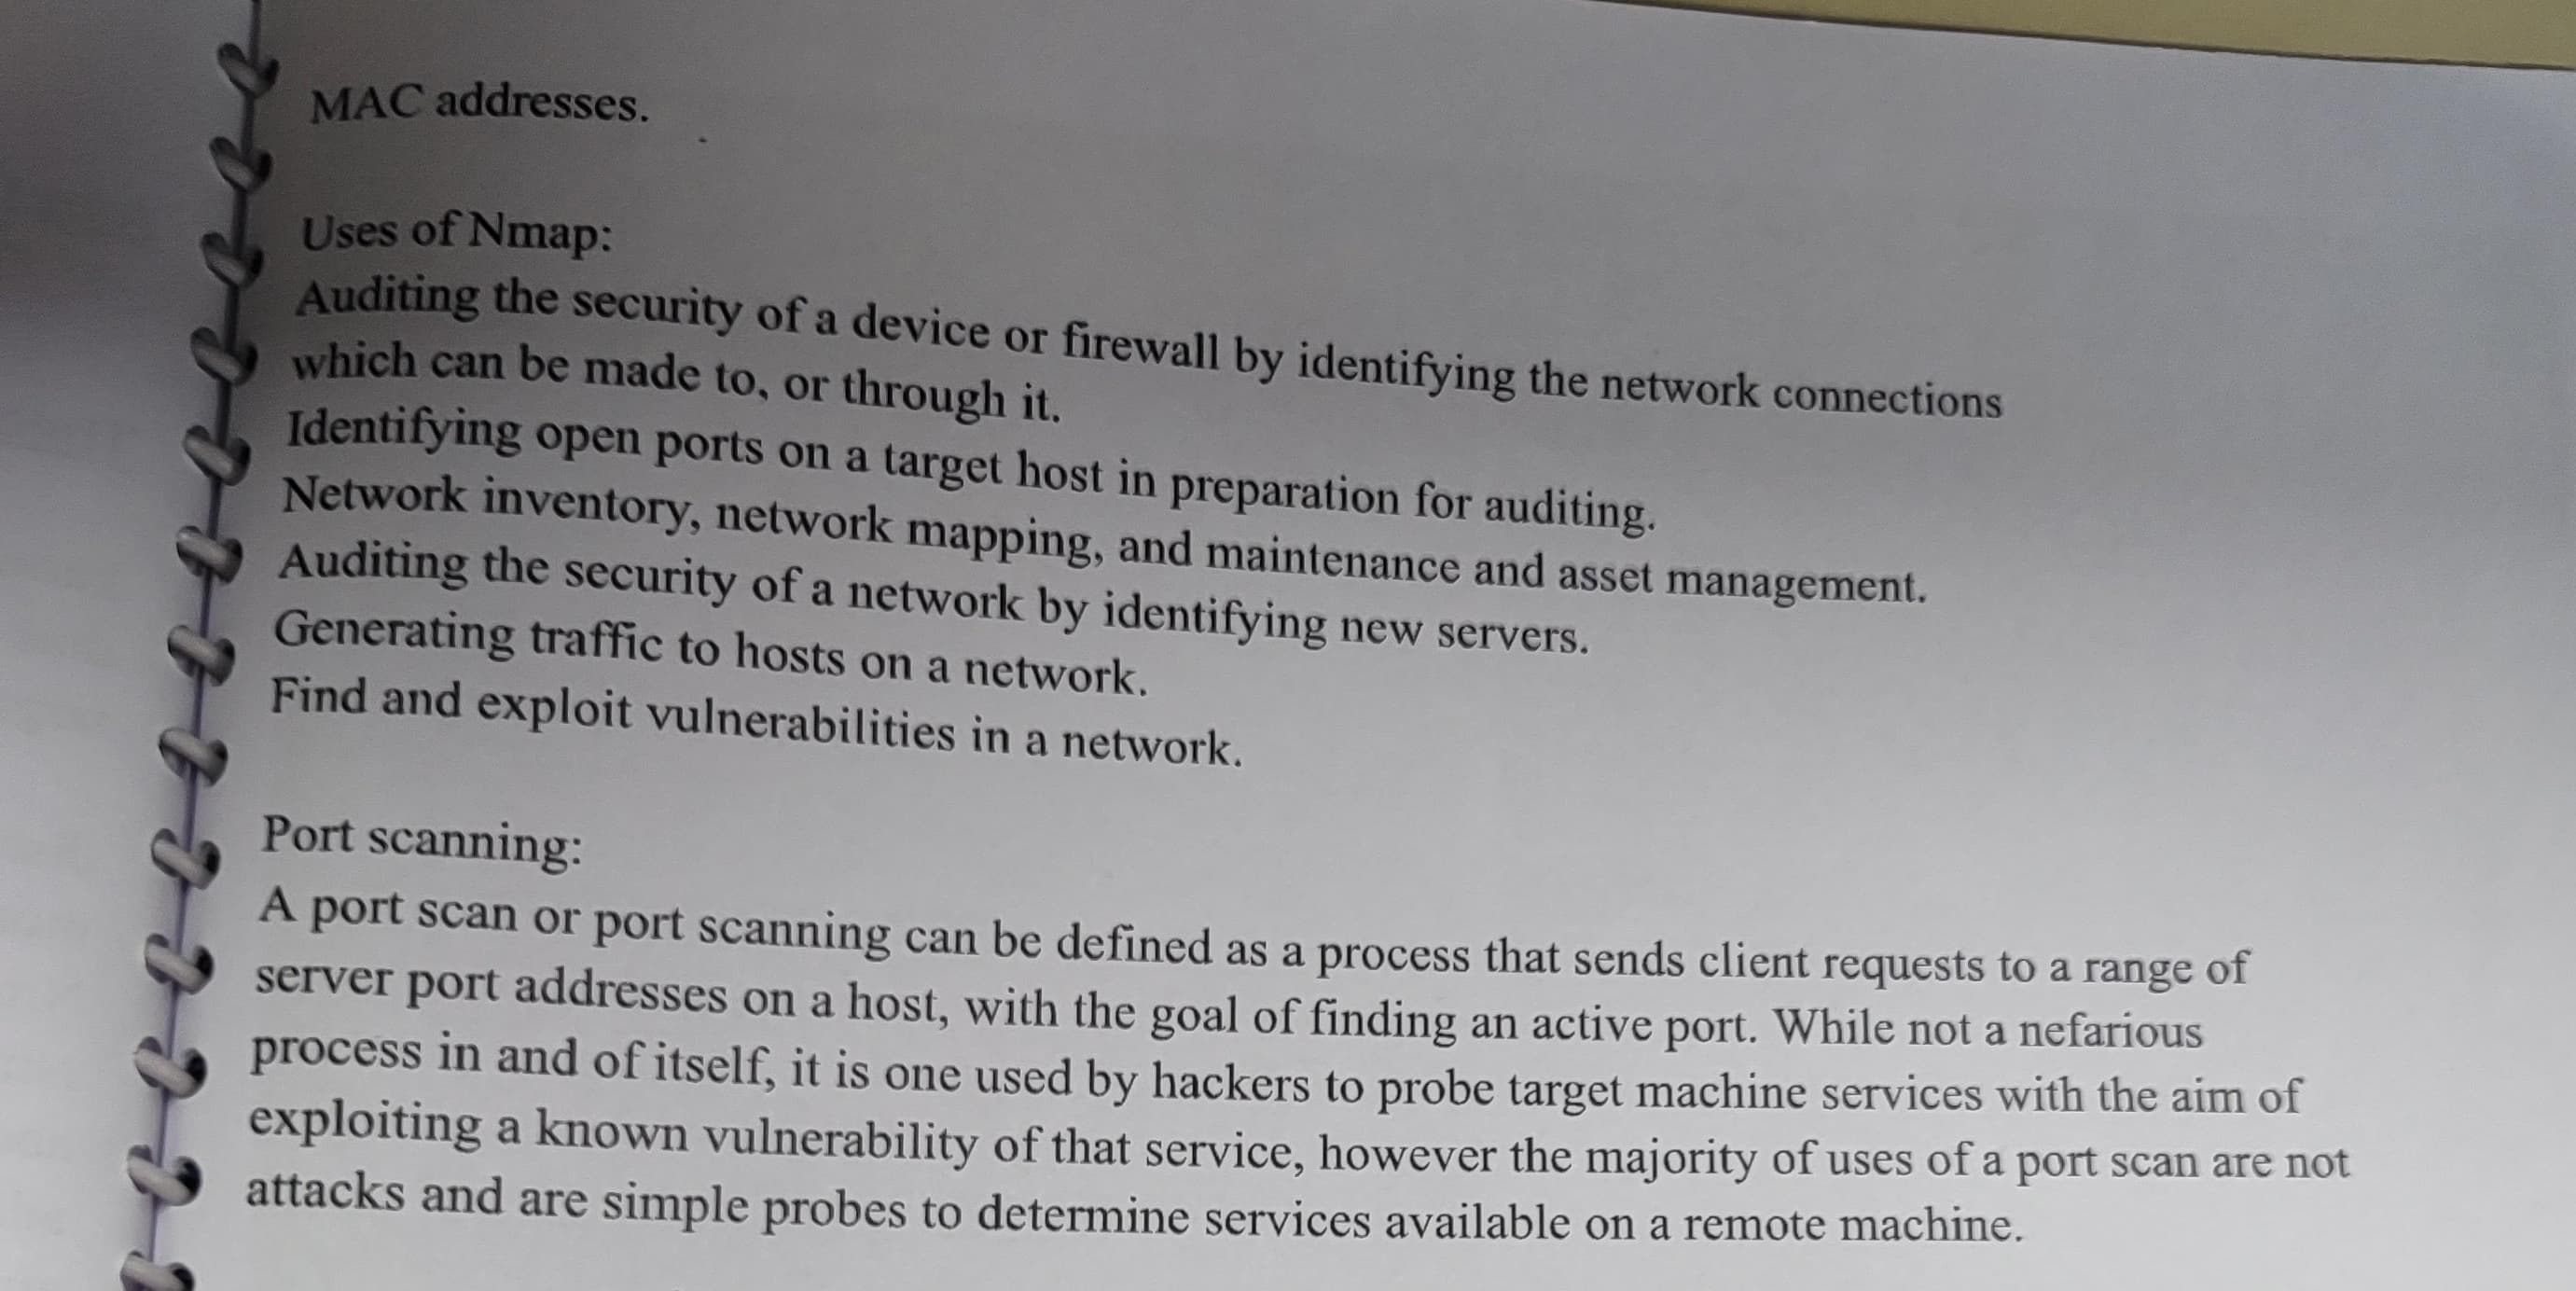 MAC addresses.
Uses of Nmap:
Auditing the security of a device or firewall by identifying the network connections
which can be made to, or through it.
Identifying open ports on a target host in preparation for auditing.
Network inventory, network mapping, and maintenance and asset management.
Auditing the security of a network by identifying new servers.
Generating traffic to hosts on a network.
Find and exploit vulnerabilities in a network.
Port scanning:
A port scan or port scanning can be defined as a process that sends client requests to a range of
server port addresses on a host, with the goal of finding an active port. While not a nefarious
process in and of itself, it is one used by hackers to probe target machine services with the aim of
exploiting a known vulnerability of that service, however the majority of uses of a port scan are not
attacks and are simple probes to determine services available on a remote machine.